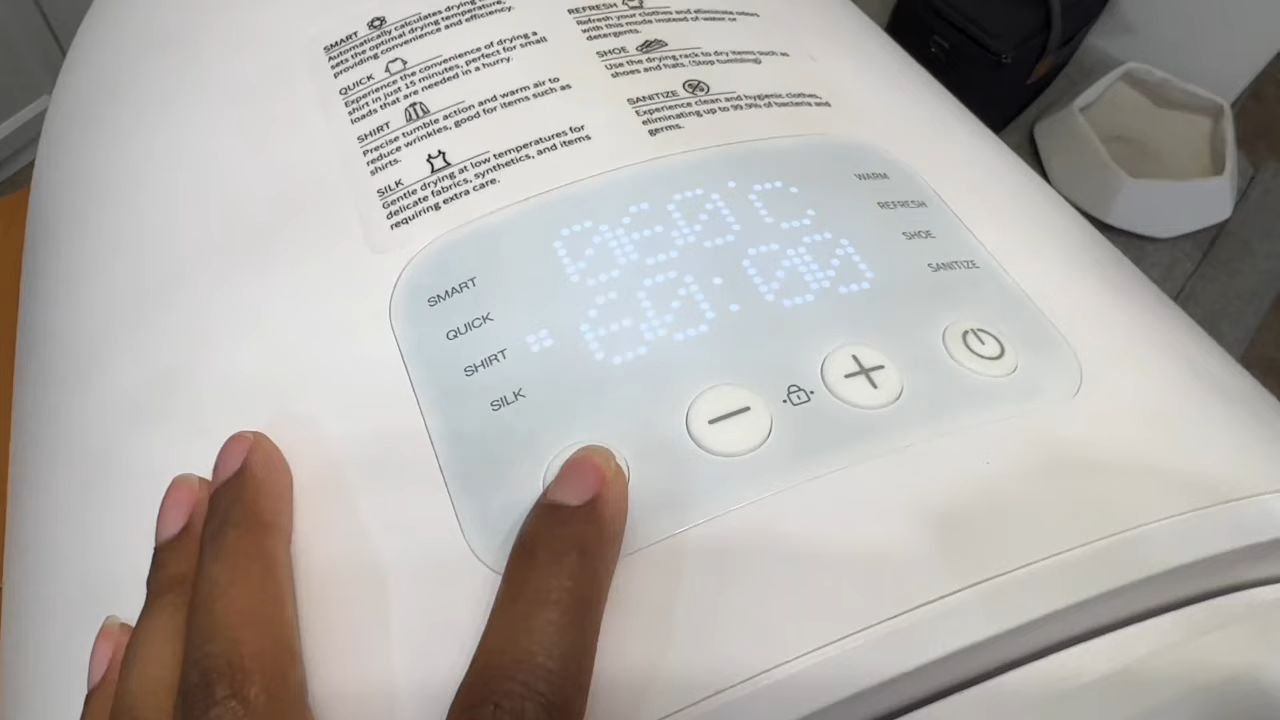 SMART
Automatically calculates drying
sets the optimal drying temperature,
providing convenience and efficiency.
QUICK
Experience the convenience of drying a
shirt in just 15 minutes, perfect for small
loads that are needed in a hurry.
SHIRT
Precise tumble action and warm air to
reduce wrinkles, good for items such as
shirts.
SILK
Gentle drying at low temperatures for
delicate fabrics, synthetics, and items
requiring extra care.
REFRESH
Refresh your clothes and eliminate odors
with this mode instead of water or
detergents.
SHOE
Use the drying rack to dry items such as
shoes and hats. (Stop tumbling)
SANITIZE
Experience clean and hygienic clothes,
eliminating up to 99.9% of bacteria and
germs.
SMART
QUICK
SHIRT
SILK
WARM
REFRESH
SHOE
SANITIZE